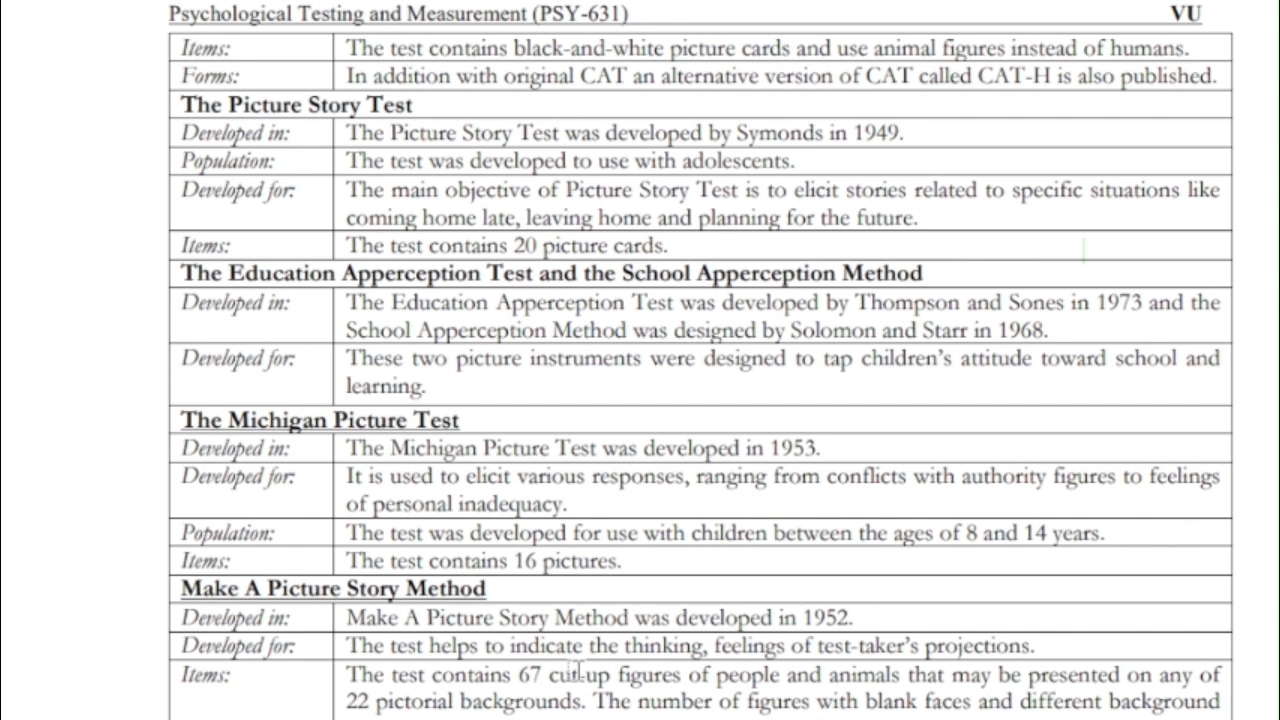 Psychological Testing and Measurement (PSY-631) VU
Items: The test contains black-and-white picture cards and use animal figures instead of humans.
Forms: In addition with original CAT an alternative version of CAT called CAT-H is also published.
The Picture Story Test
Developed in: The Picture Story Test was developed by Symonds in 1949.
Population: The test was developed to use with adolescents.
Developed for: The main objective of Picture Story Test is to elicit stories related to specific situations like
coming home late, leaving home and planning for the future.
Items: The test contains 20 picture cards.
The Education Apperception Test and the School Apperception Method
Developed in: The Education Apperception Test was developed by Thompson and Sones in 1973 and the
School Apperception Method was designed by Solomon and Starr in 1968.
Developed for: These two picture instruments were designed to tap children's attitude toward school and
learning.
The Michigan Picture Test
Developed in: The Michigan Picture Test was developed in 1953.
Developed for: It is used to elicit various responses, ranging from conflicts with authority figures to feelings
of personal inadequacy.
Population: The test was developed for use with children between the ages of 8 and 14 years.
Items: The test contains 16 pictures.
Make A Picture Story Method
Developed in: Make A Picture Story Method was developed in 1952.
Developed for: The test helps to indicate the thinking, feelings of test-taker's projections.
Items: The test contains 67 cut-up figures of people and animals that may be presented on any of
22 pictorial backgrounds. The number of figures with blank faces and different background